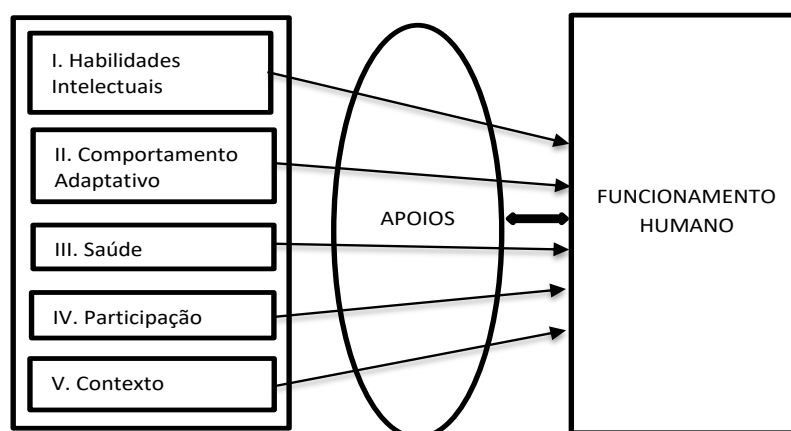 I. Habilidades
Intelectuais
II. Comportamento
Adaptativo
III. Saúde
IV. Participação
V. Contexto
APOIOS
FUNCIONAMENTO
HUMANO